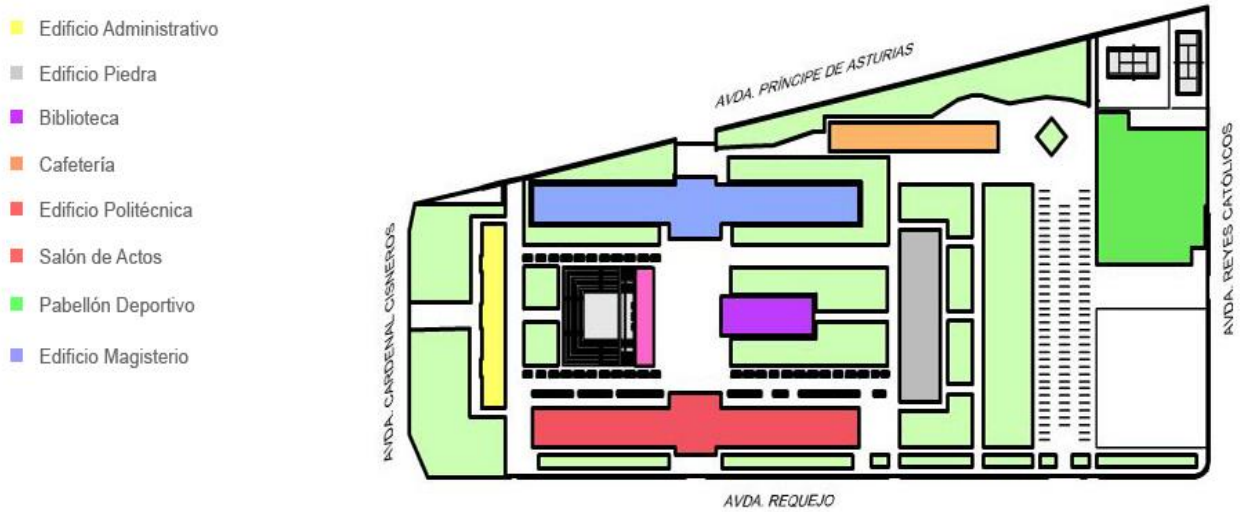 Edificio Administrativo
Edificio Piedra
Biblioteca
Cafetería
Edificio Politécnica
Salón de Actos
Pabellón Deportivo
Edificio Magisterio
AVDA. PRÍNCIPE DE ASTURIAS
AVDA. CARDENAL CISNEROS
AVDA. REYES CATÓLICOS
AVDA. REQUEJO